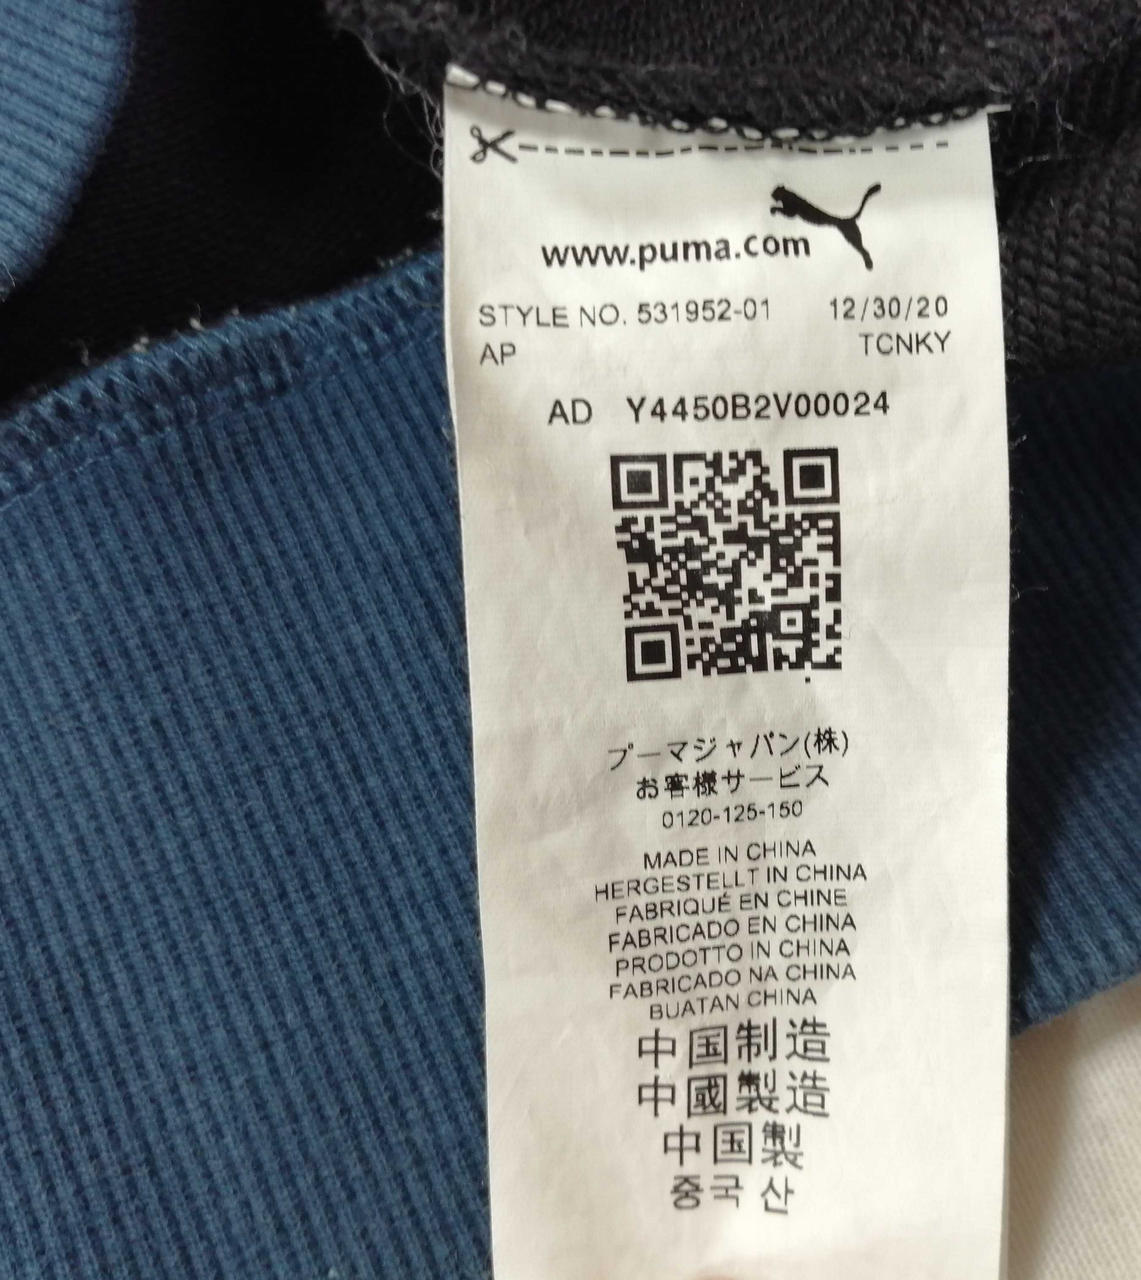 www.puma.com
STYLE NO. 531952-01 12/30/20
AP TCNKY
AD Y4450B2V00024
プーマジャパン(株)
お客様サービス
0120-125-150
MADE IN CHINA
HERGESTELLT IN CHINA
FABRIQUÉ EN CHINE
FABRICADO EN CHINA
PRODOTTO IN CHINA
FABRICADO NA CHINA
BUATAN CHINA
中国制造
中國製造
中国製
중국 산